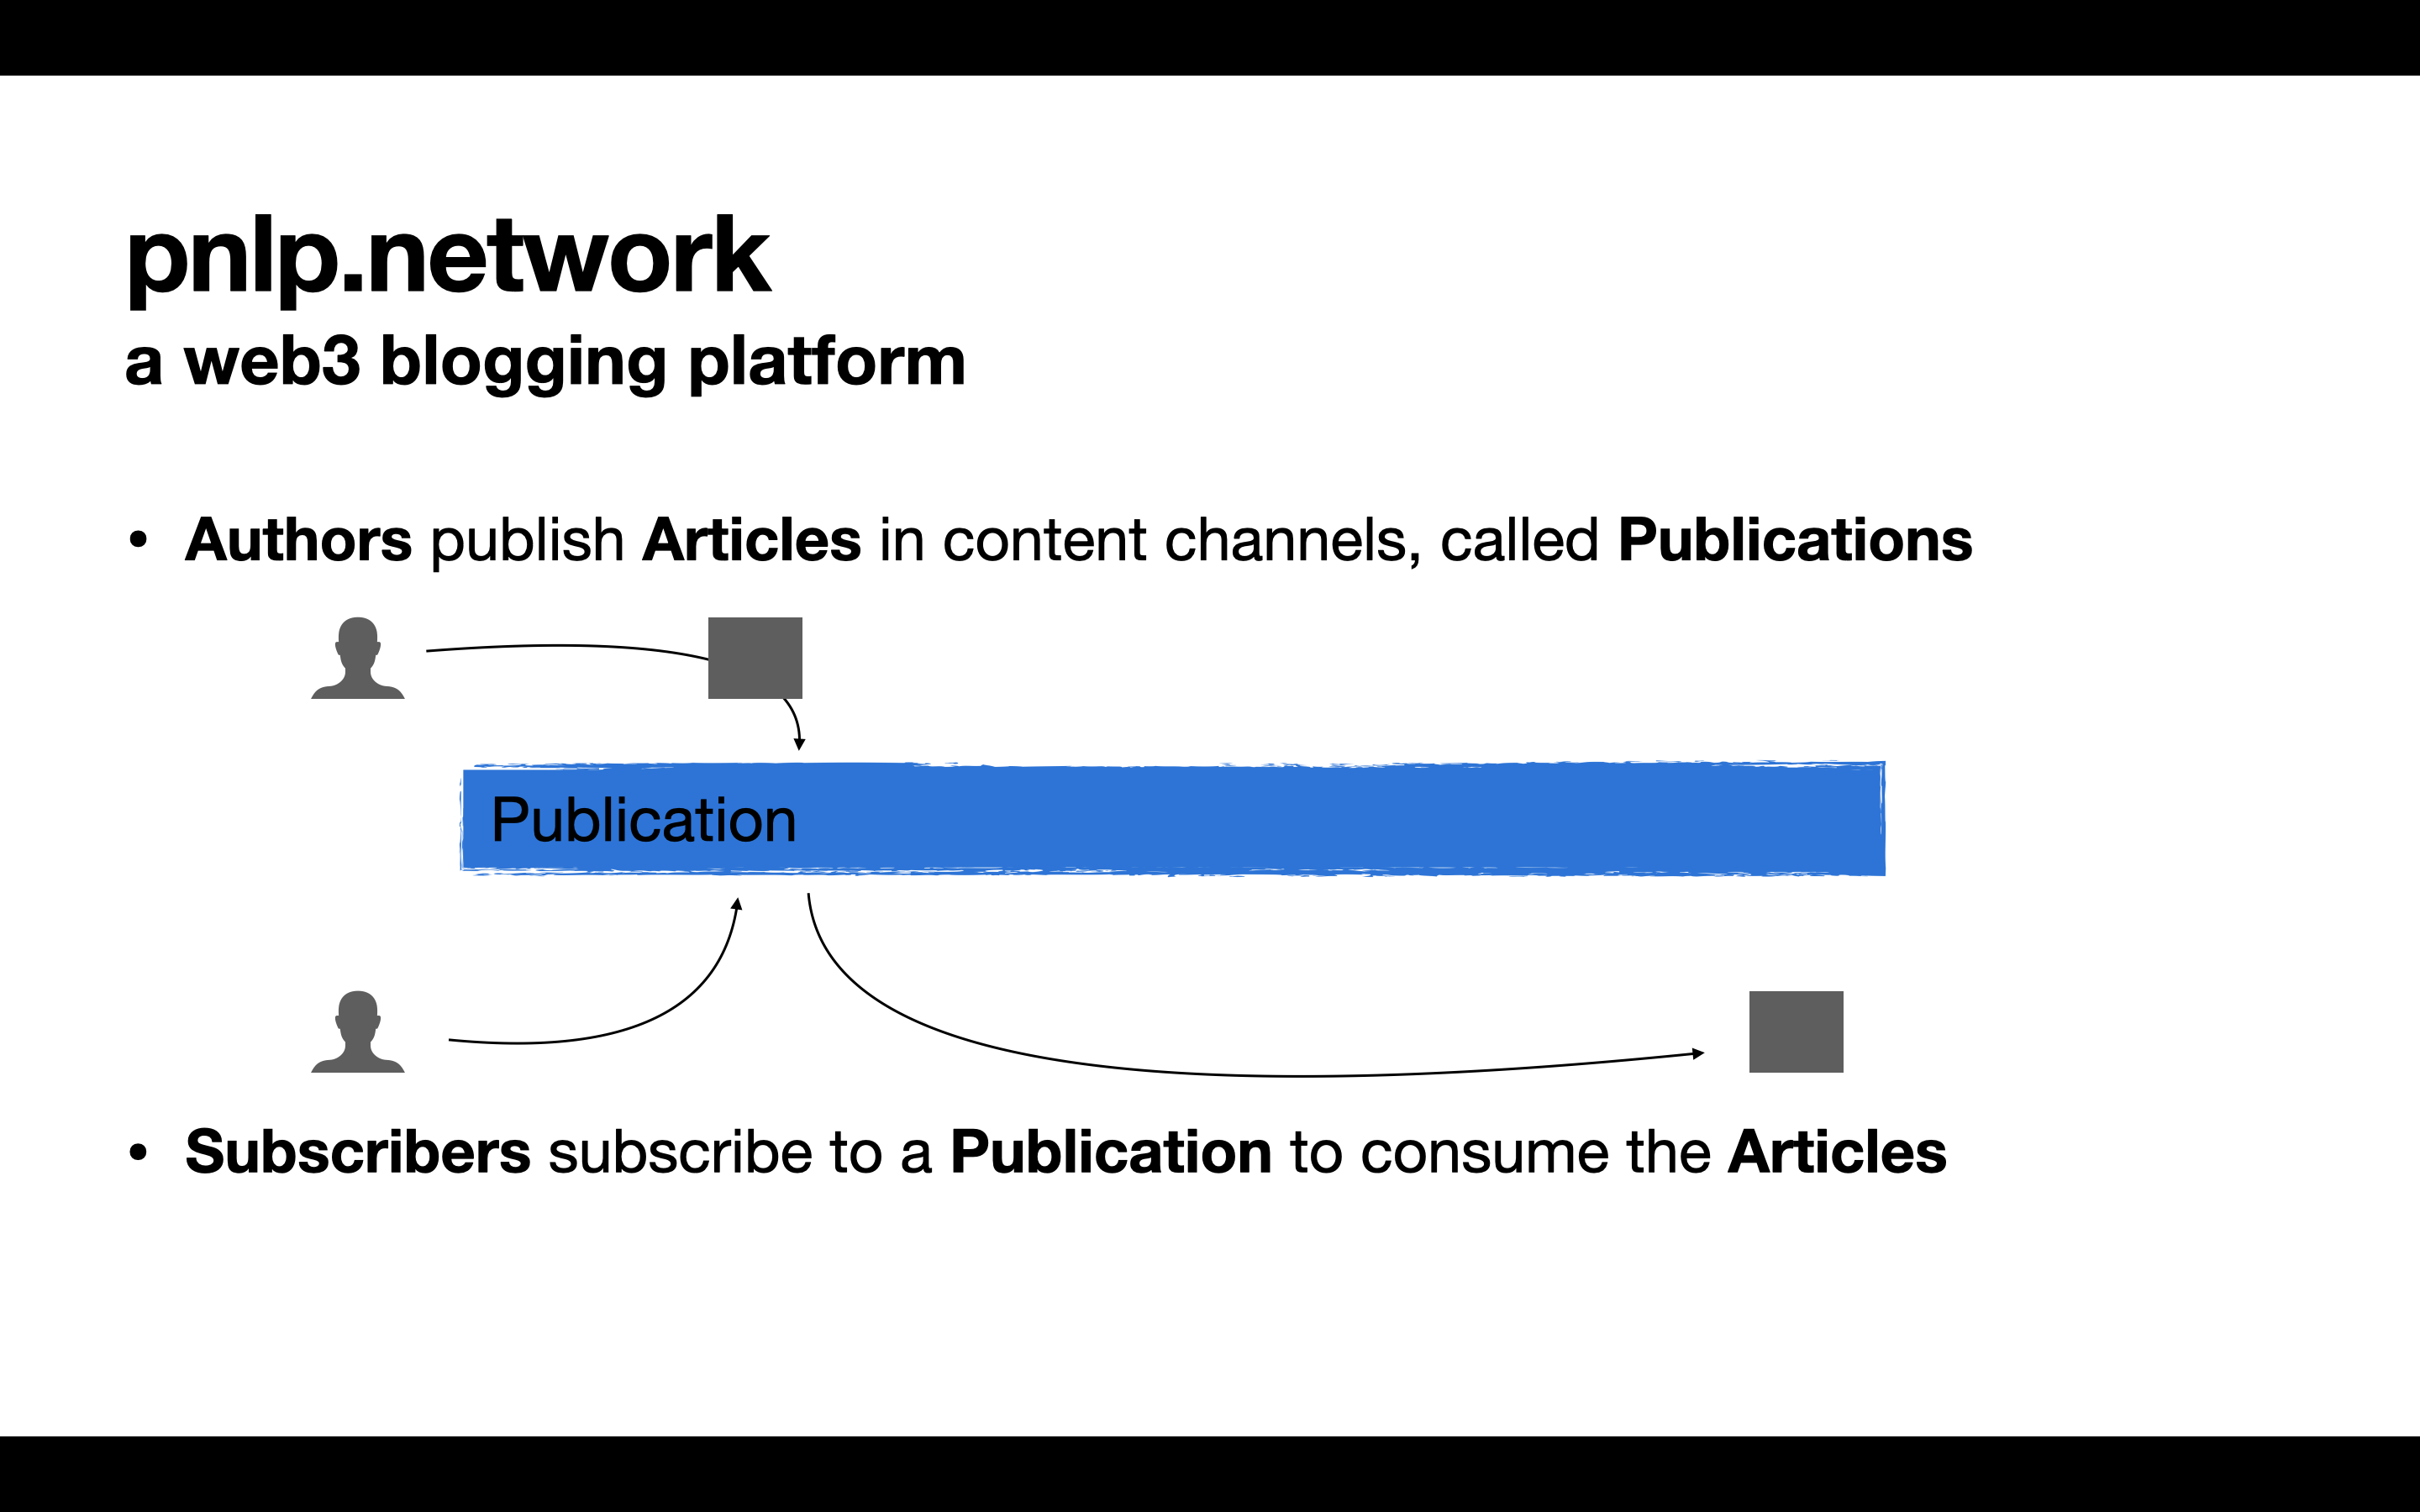 pnlp.network
a web3 blogging platform
• Authors publish Articles in content channels, called Publications
Publication
• Subscribers subscribe to a Publication to consume the Articles